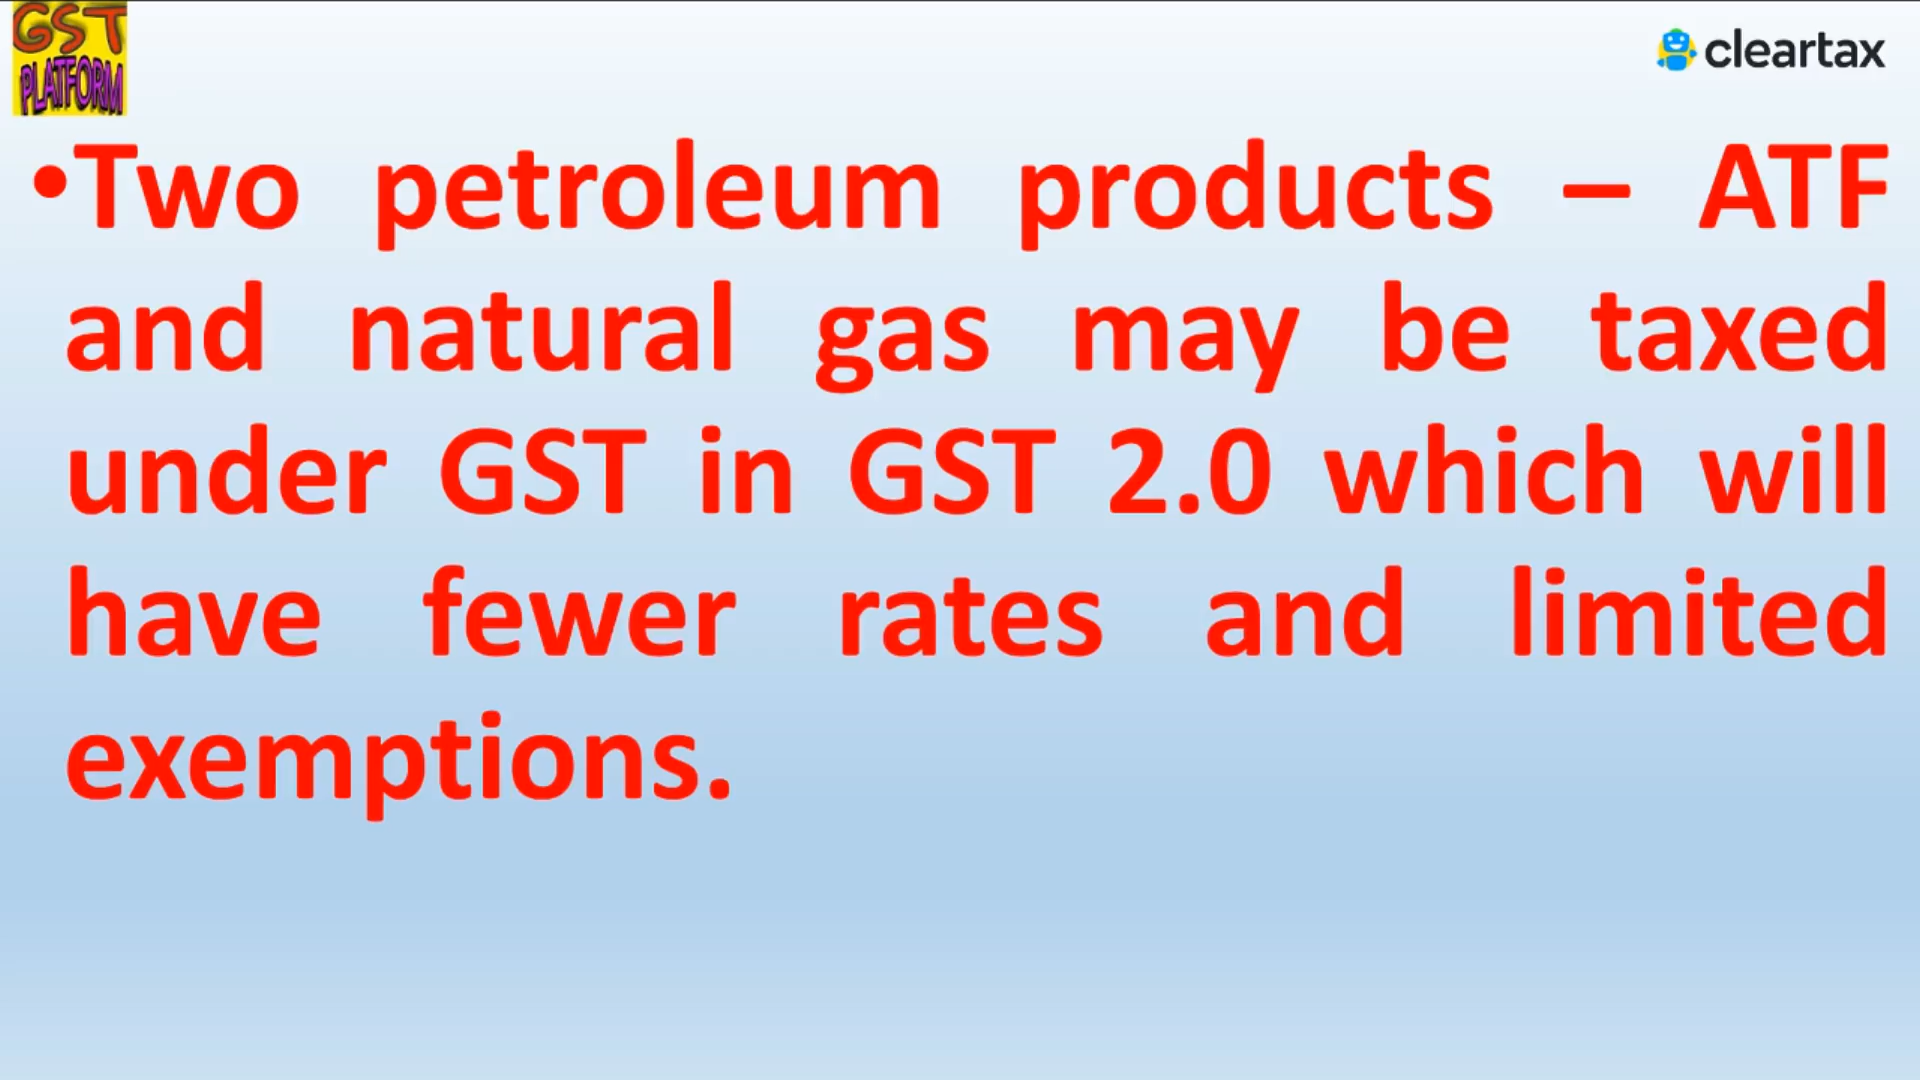 GST
PLATFORM
cleartax
•Two petroleum products – ATF
and natural gas may be taxed
under GST in GST 2.0 which will
have fewer rates and limited
exemptions.